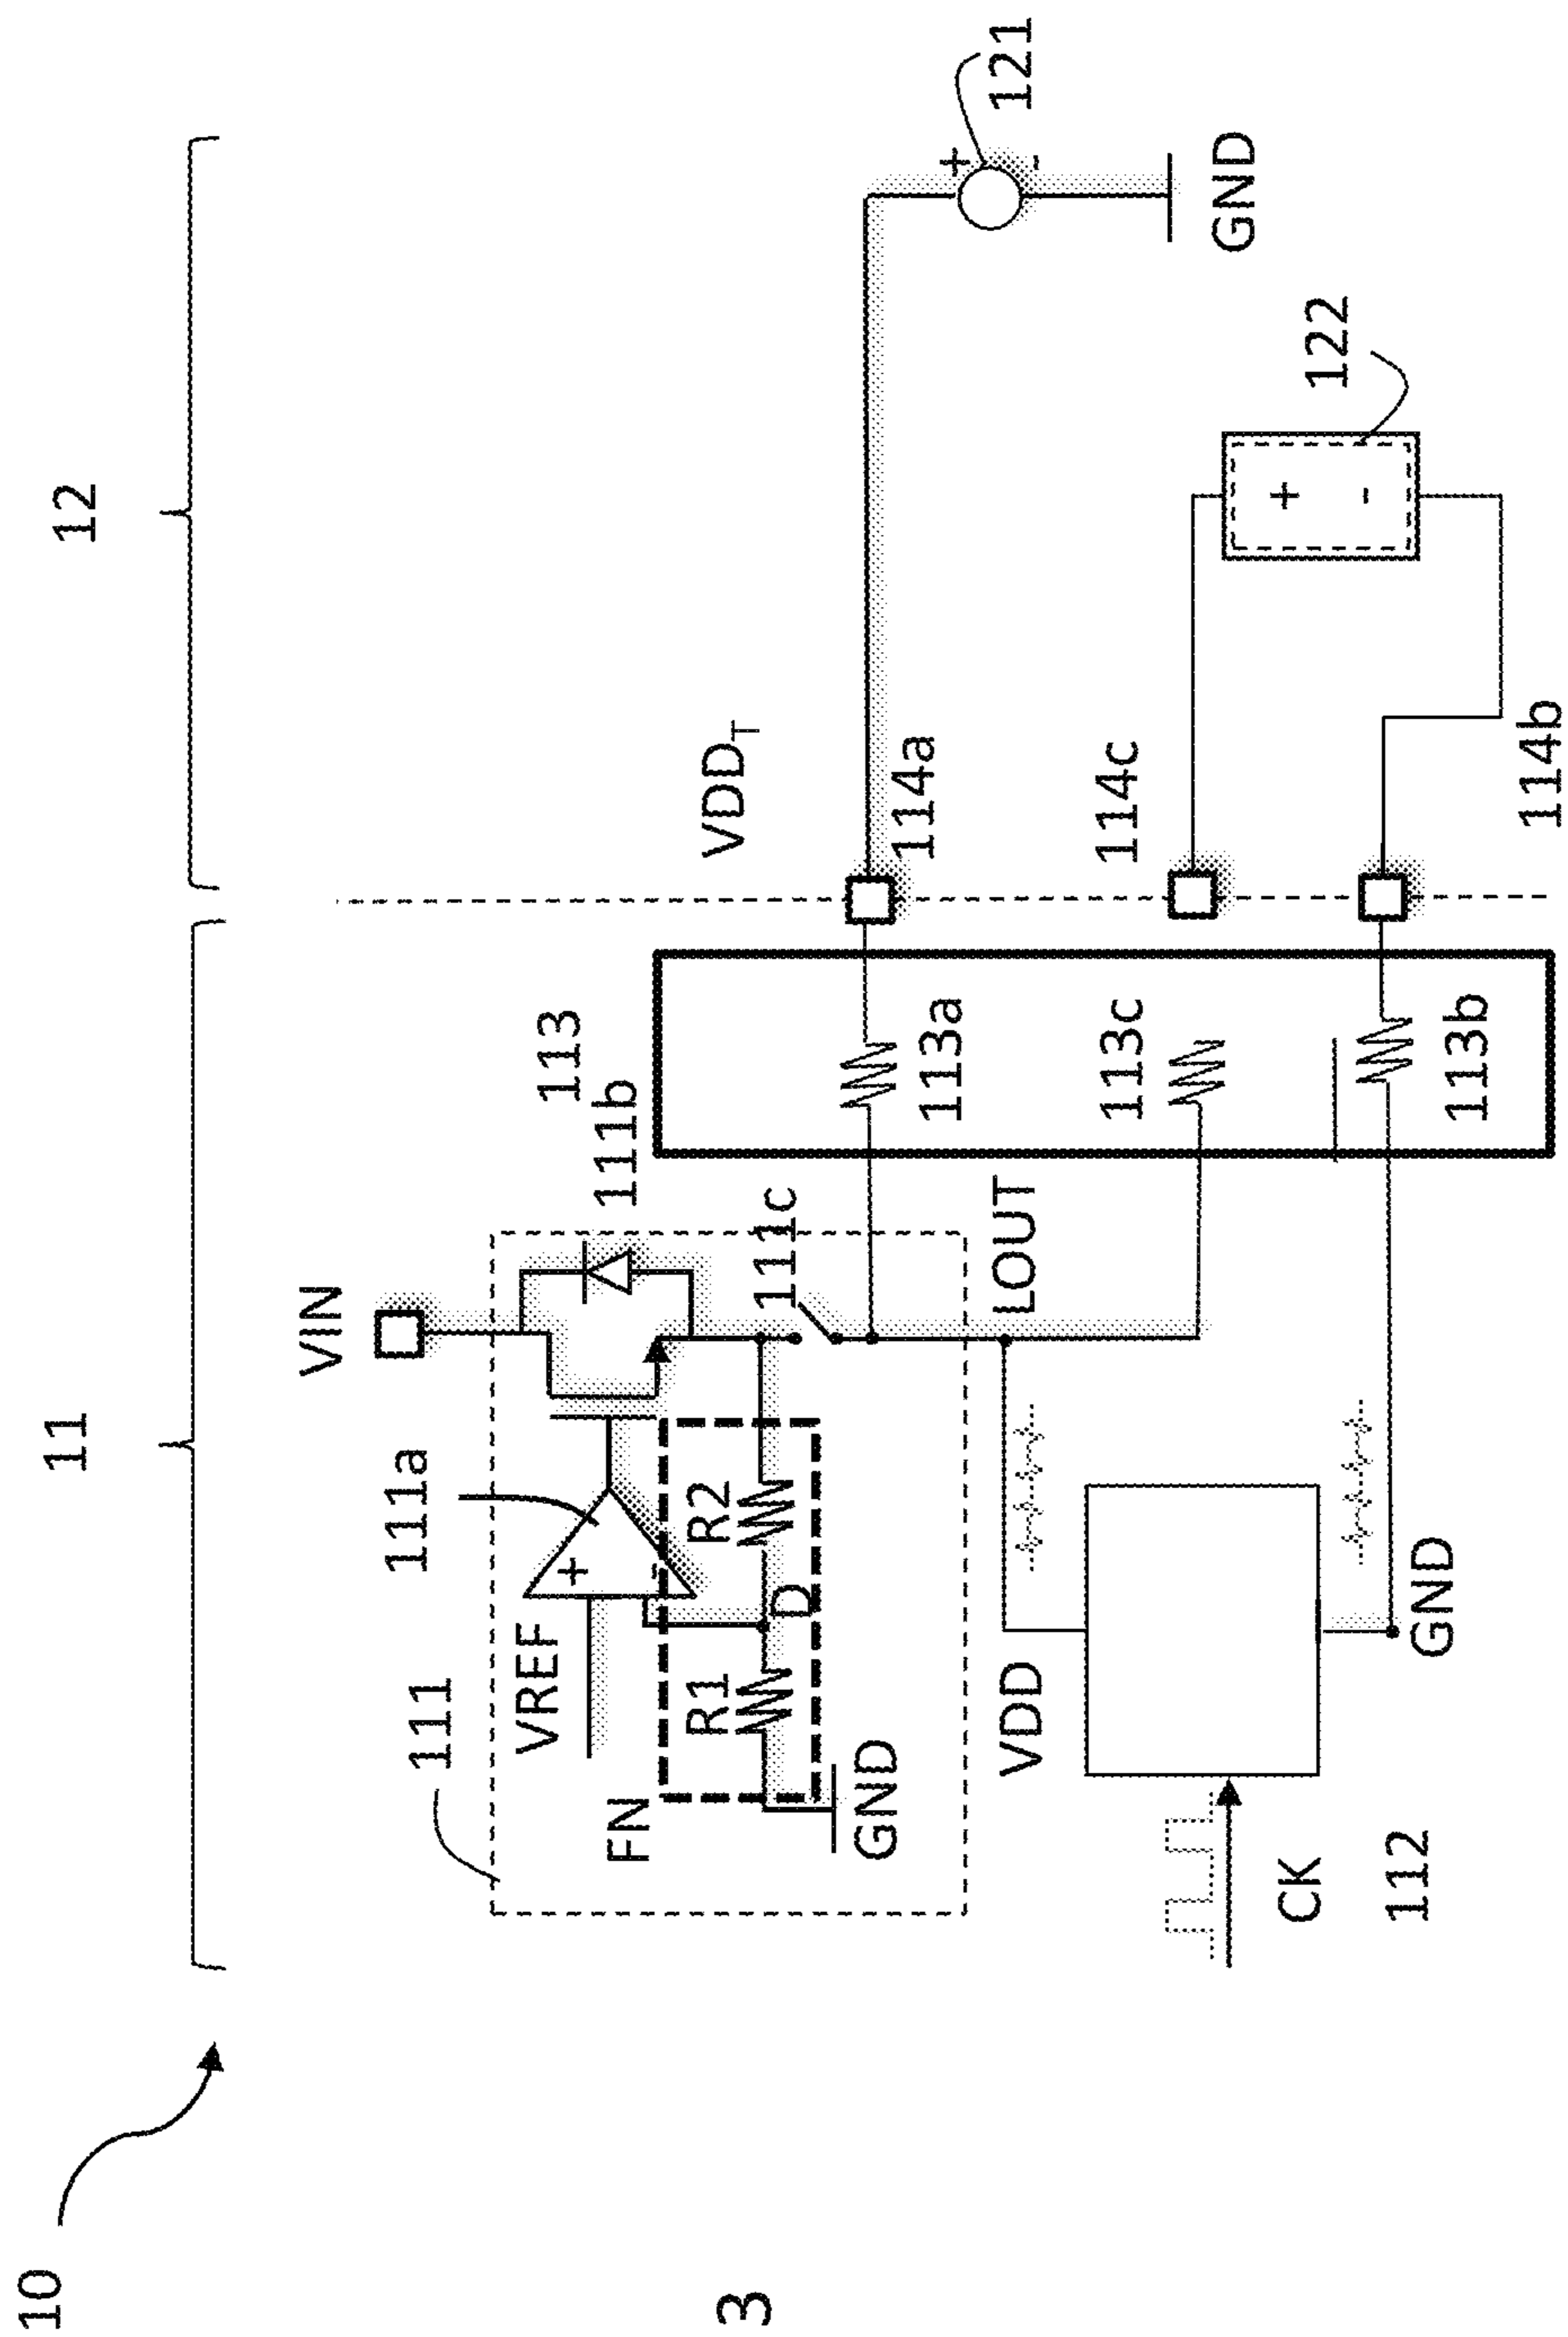 10
11
12
VIN
111a
111
VREF
+
-
111b
113
FN
R1
R2
D
111c
GND
VDD_T
114a
113a
+
121
-
LOUT
VDD
113c
114c
GND
CK
112
GND
113b
114b
+
-
122
3